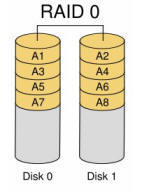 RAID 0
A1 A2
A3 A4
A5 A6
A7 A8
Disk 0 Disk 1